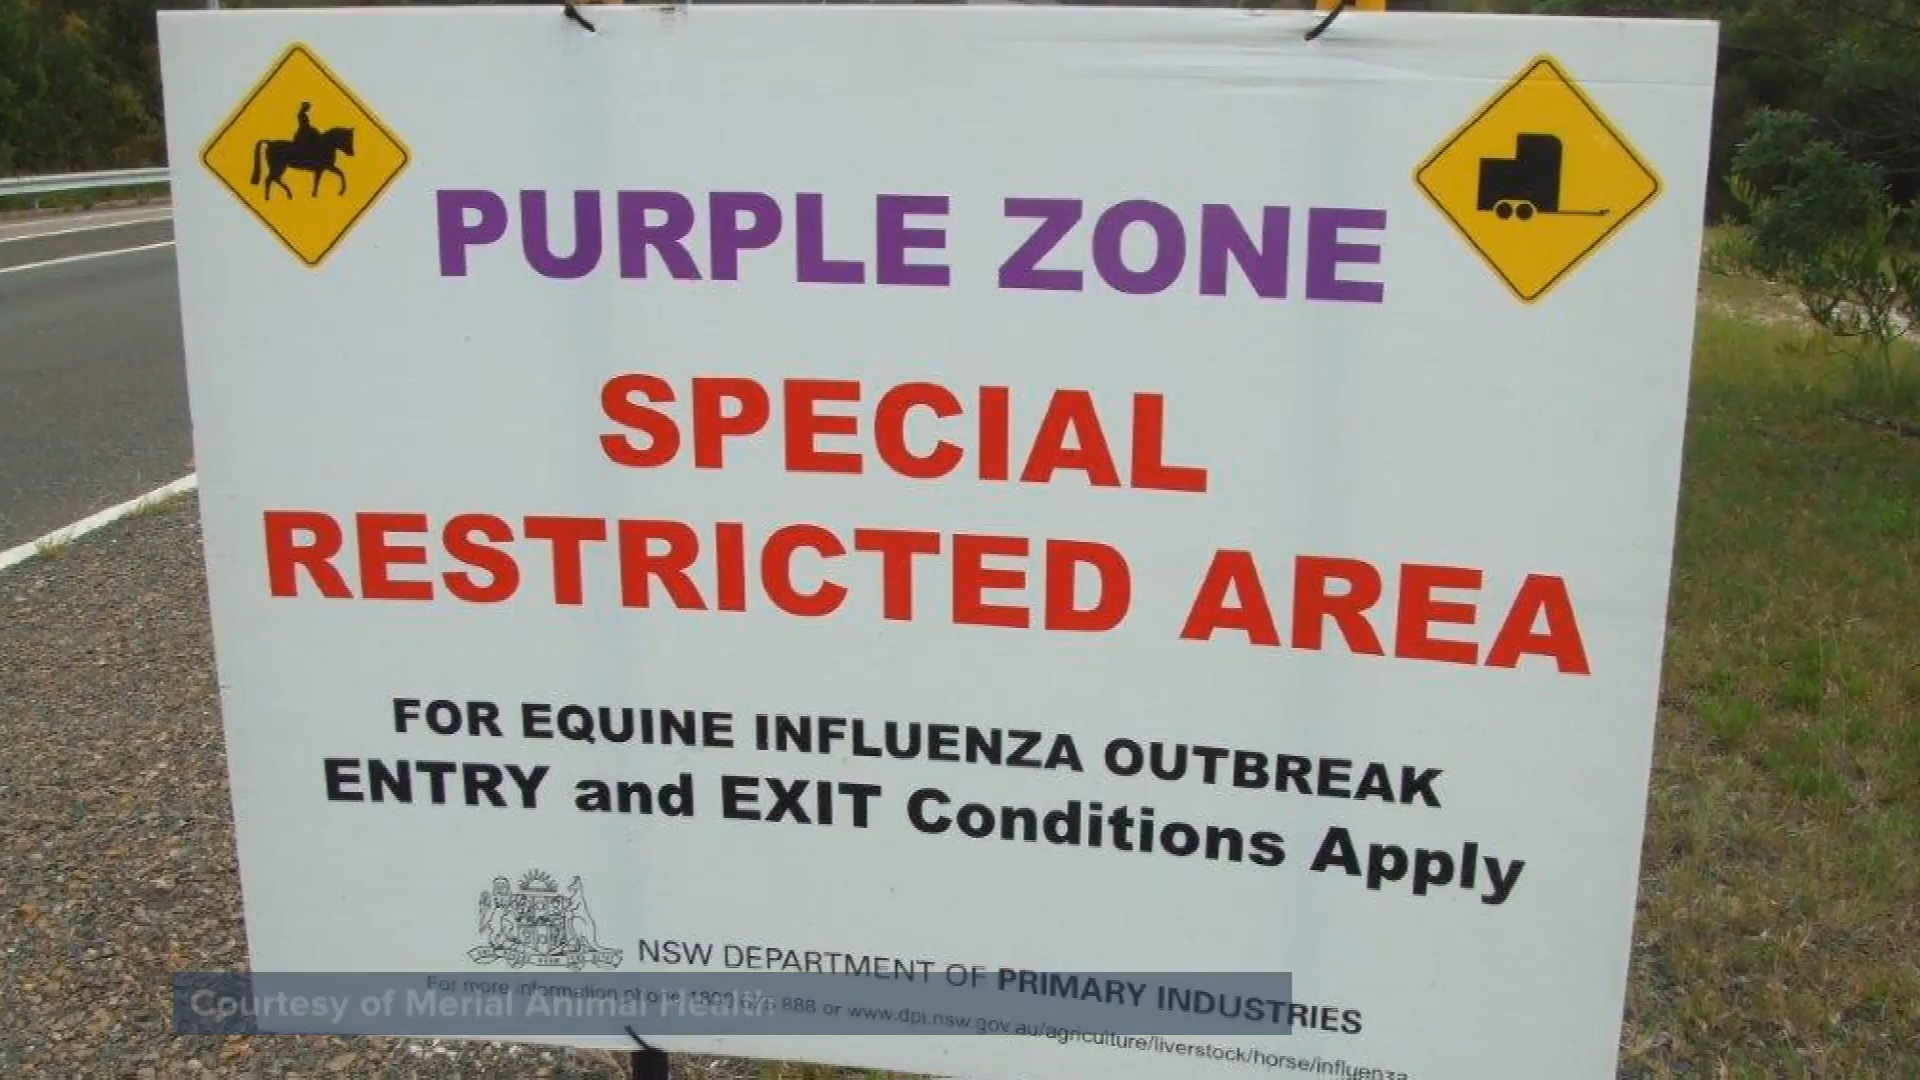 PURPLE ZONE
SPECIAL
RESTRICTED AREA
FOR EQUINE INFLUENZA OUTBREAK
ENTRY and EXIT Conditions Apply
NSW DEPARTMENT OF PRIMARY INDUSTRIES
For more information phone 1800 888 or www.dpi.nsw.gov.au/agriculture/liverstock/horse/influenza
Courtesy of Merial Animal Health